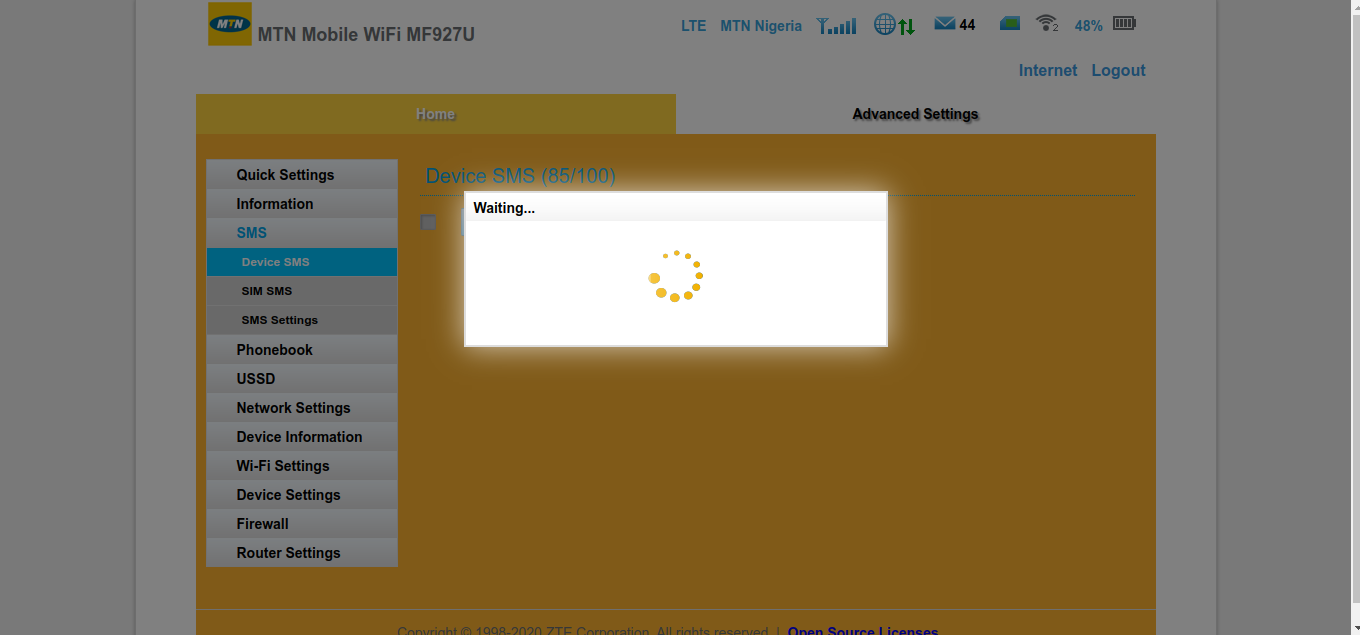 MTN
MTN Mobile WiFi MF927U
LTE MTN Nigeria 44 2 48%
Internet Logout
Home Advanced Settings
Quick Settings
Information
SMS
Device SMS
SIM SMS
SMS Settings
Phonebook
USSD
Network Settings
Device Information
Wi-Fi Settings
Device Settings
Firewall
Router Settings
Device SMS (85/100)
Waiting...
Copyright © 1998-2020 ZTE Corporation. All rights reserved. | Open Source Licenses